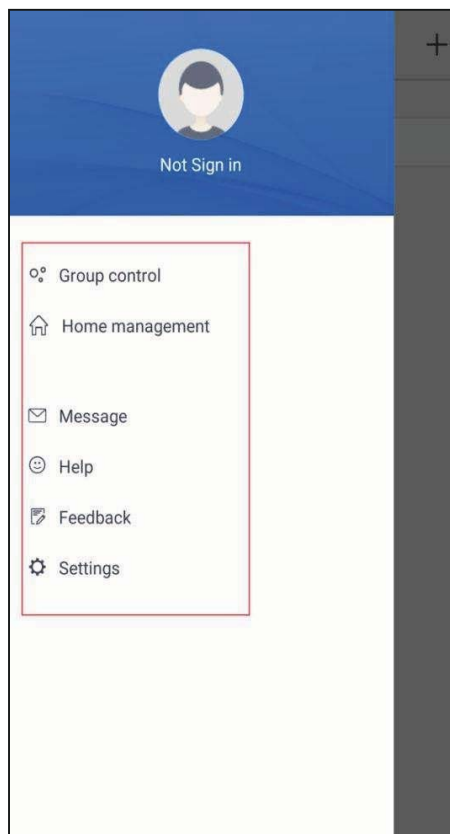 Not Sign in
Group control
Home management
Message
Help
Feedback
Settings